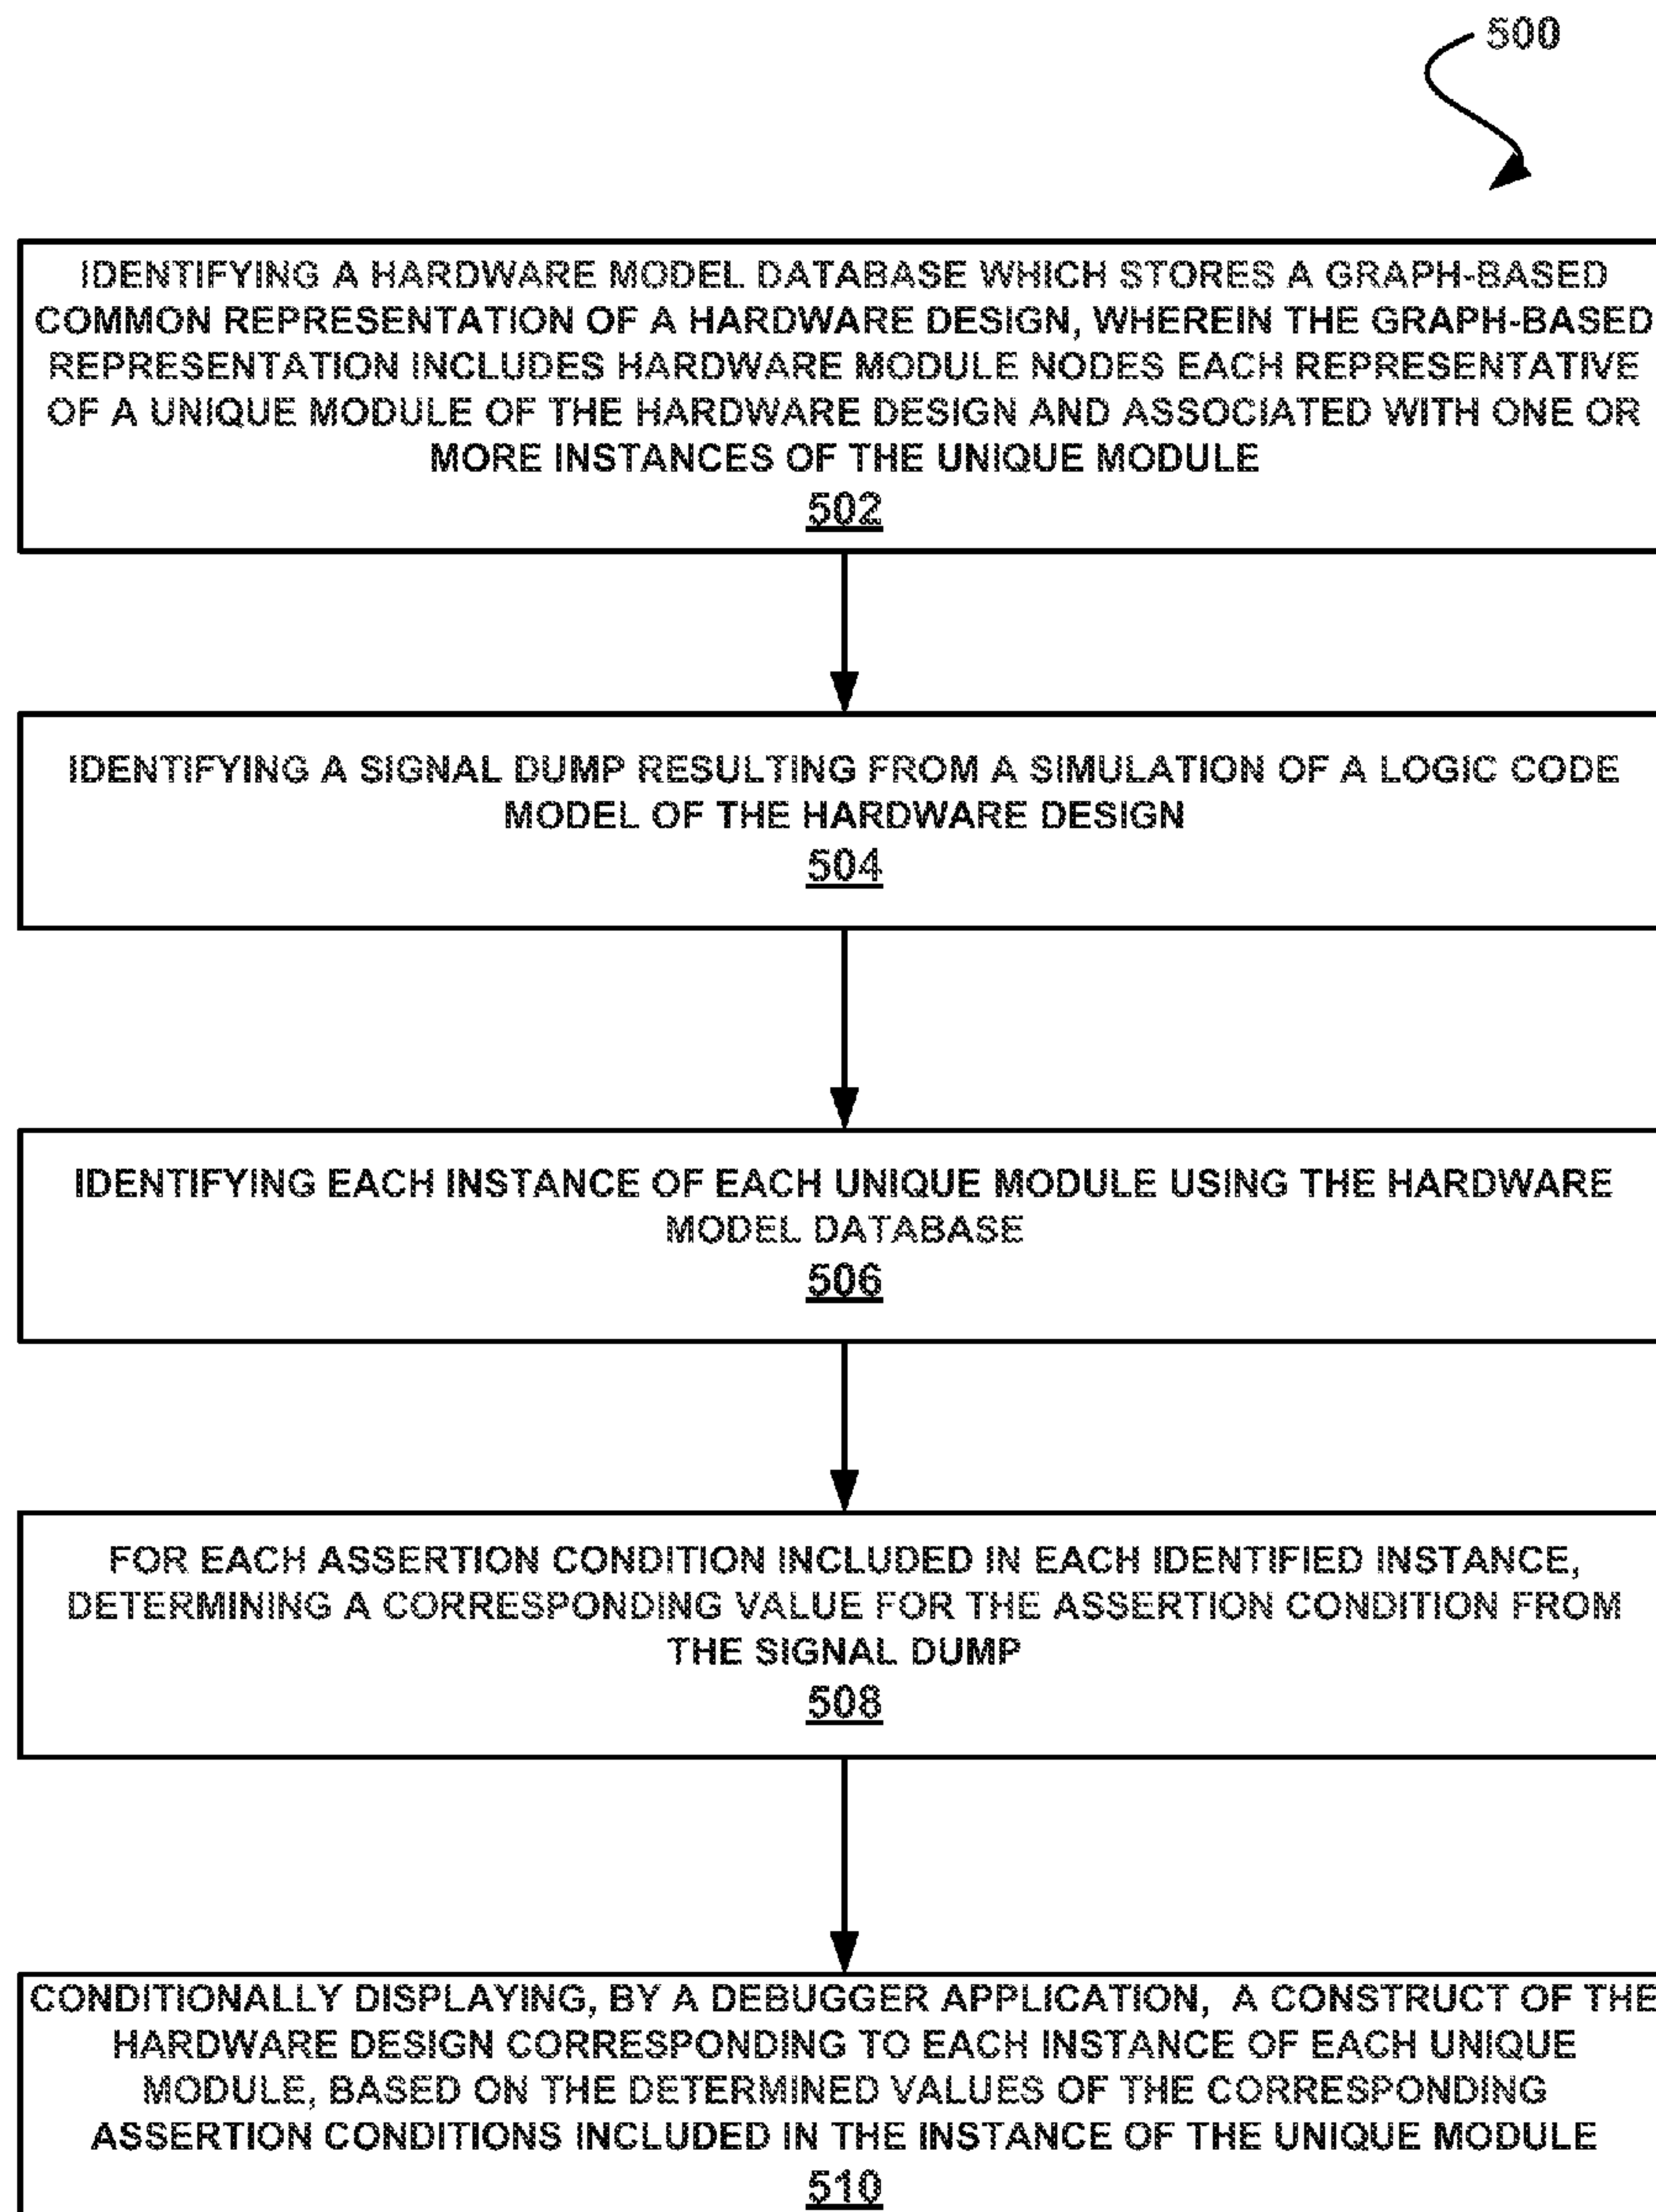 500
IDENTIFYING A HARDWARE MODEL DATABASE WHICH STORES A GRAPH-BASED
COMMON REPRESENTATION OF A HARDWARE DESIGN, WHEREIN THE GRAPH-BASED
REPRESENTATION INCLUDES HARDWARE MODULE NODES EACH REPRESENTATIVE
OF A UNIQUE MODULE OF THE HARDWARE DESIGN AND ASSOCIATED WITH ONE OR
MORE INSTANCES OF THE UNIQUE MODULE
502
IDENTIFYING A SIGNAL DUMP RESULTING FROM A SIMULATION OF A LOGIC CODE
MODEL OF THE HARDWARE DESIGN
504
IDENTIFYING EACH INSTANCE OF EACH UNIQUE MODULE USING THE HARDWARE
MODEL DATABASE
506
FOR EACH ASSERTION CONDITION INCLUDED IN EACH IDENTIFIED INSTANCE,
DETERMINING A CORRESPONDING VALUE FOR THE ASSERTION CONDITION FROM
THE SIGNAL DUMP
508
CONDITIONALLY DISPLAYING, BY A DEBUGGER APPLICATION, A CONSTRUCT OF THE
HARDWARE DESIGN CORRESPONDING TO EACH INSTANCE OF EACH UNIQUE
MODULE, BASED ON THE DETERMINED VALUES OF THE CORRESPONDING
ASSERTION CONDITIONS INCLUDED IN THE INSTANCE OF THE UNIQUE MODULE
510